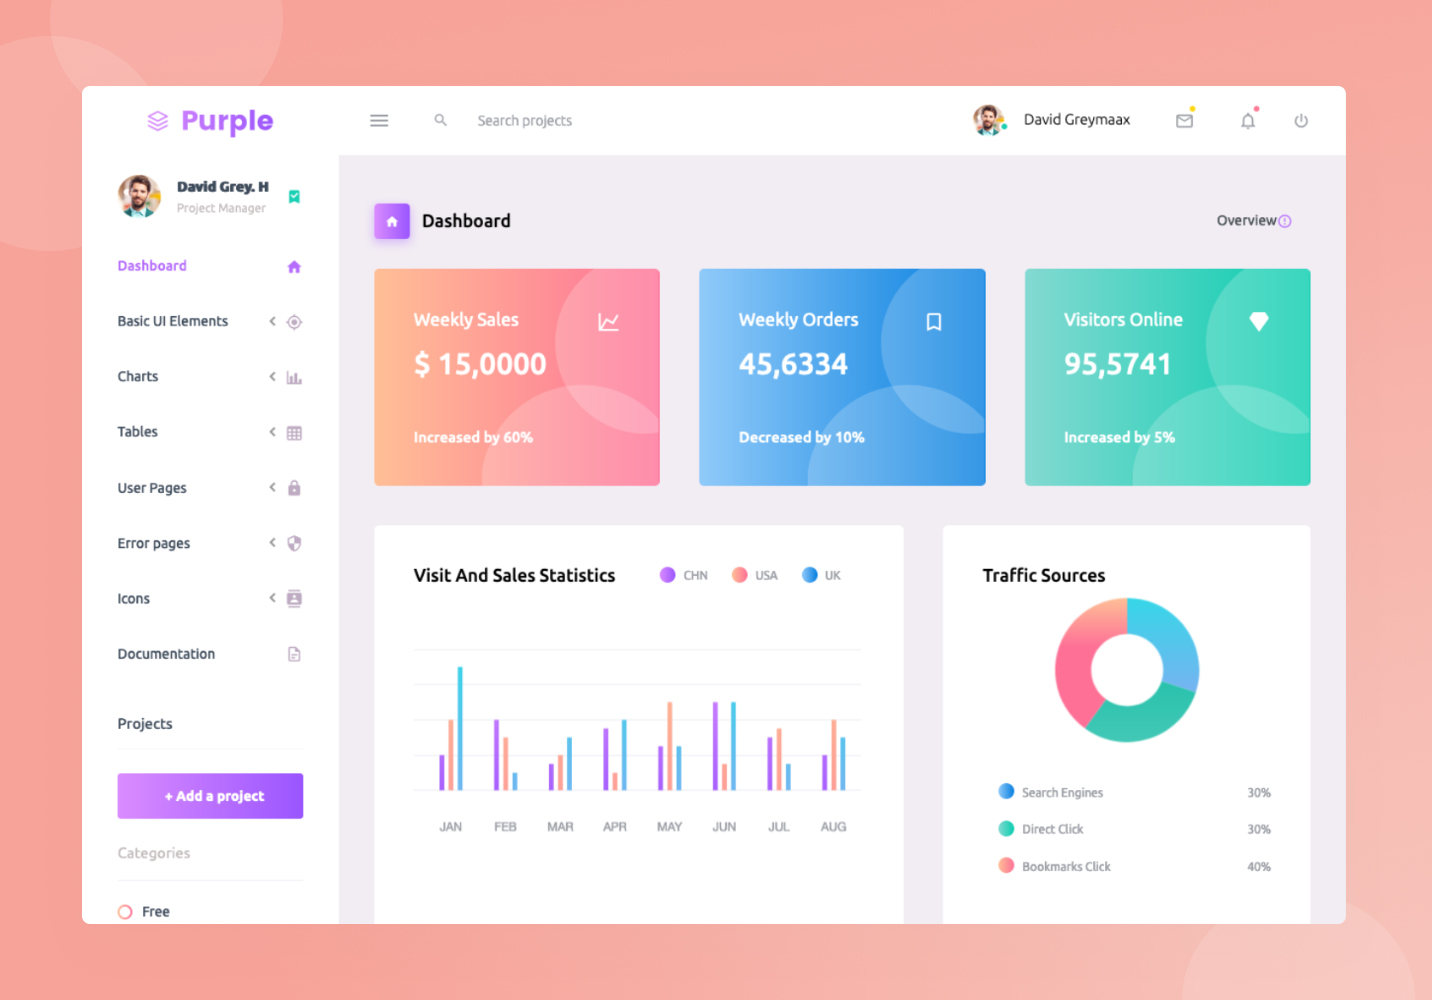 Purple
Search projects
David Greymaax
David Grey. H
Project Manager
Dashboard
Basic UI Elements
Charts
Tables
User Pages
Error pages
Icons
Documentation
Projects
+ Add a project
Categories
Free
Dashboard
Overview
Weekly Sales
$ 15,0000
Increased by 60%
Weekly Orders
45,6334
Decreased by 10%
Visitors Online
95,5741
Increased by 5%
Visit And Sales Statistics
CHN USA UK
JAN FEB MAR APR MAY JUN JUL AUG
Traffic Sources
Search Engines 30%
Direct Click 30%
Bookmarks Click 40%